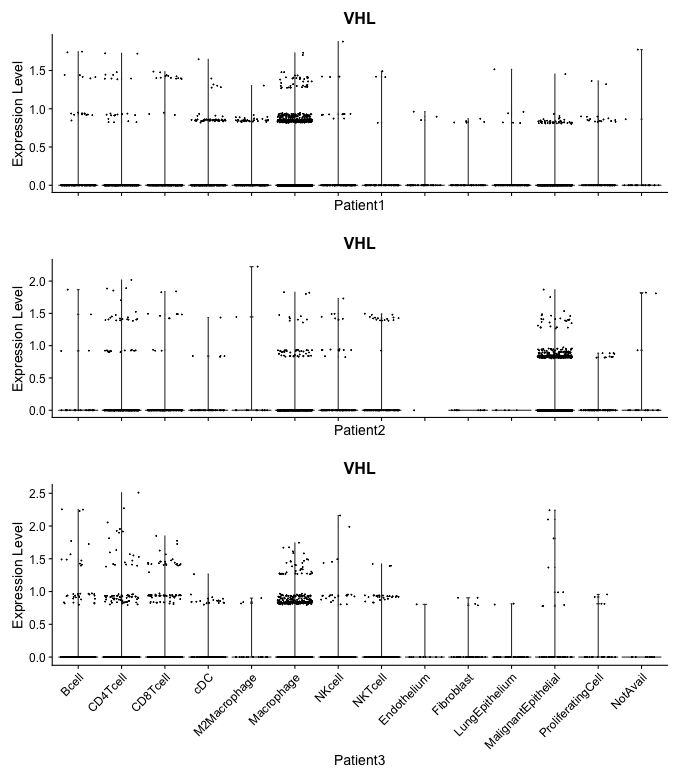 VHL
Expression Level
1.5
1.0
0.5
0.0
Patient1
VHL
Expression Level
2.0
1.5
1.0
0.5
0.0
Patient2
VHL
Expression Level
2.5
2.0
1.5
1.0
0.5
0.0
Bcell
CD4Tcell
CD8Tcell
cDC
M2Macrophage
Macrophage
NKcell
NKTcell
Endothelium
Fibroblast
LungEpithelium
MalignantEpithelial
ProliferatingCell
NotAvail
Patient3